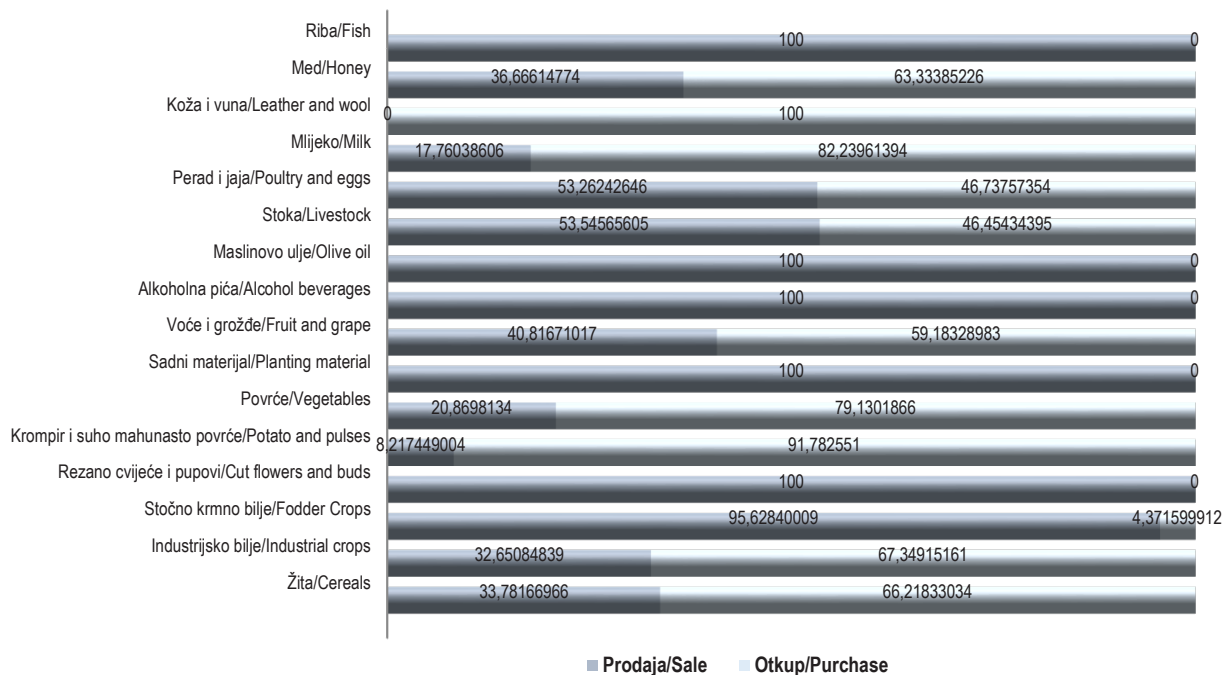 Riba/Fish
100 0
Med/Honey
36,66614774 63,33385226
Koža i vuna/Leather and wool
0 100
Mlijeko/Milk
17,76038606 82,23961394
Perad i jaja/Poultry and eggs
53,26242646 46,73757354
Stoka/Livestock
53,54565605 46,45434395
Maslinovo ulje/Olive oil
100 0
Alkoholna pića/Alcohol beverages
100 0
Voće i grožđe/Fruit and grape
40,81671017 59,18328983
Sadni materijal/Planting material
100 0
Povrće/Vegetables
20,8698134 79,1301866
Krompir i suho mahunasto povrće/Potato and pulses
8,217449004 91,782551
Rezano cvijeće i pupovi/Cut flowers and buds
100 0
Stočno krmno bilje/Fodder Crops
95,62840009 4,371599912
Industrijsko bilje/Industrial crops
32,65084839 67,34915161
Žita/Cereals
33,78166966 66,21833034
Prodaja/Sale Otkup/Purchase